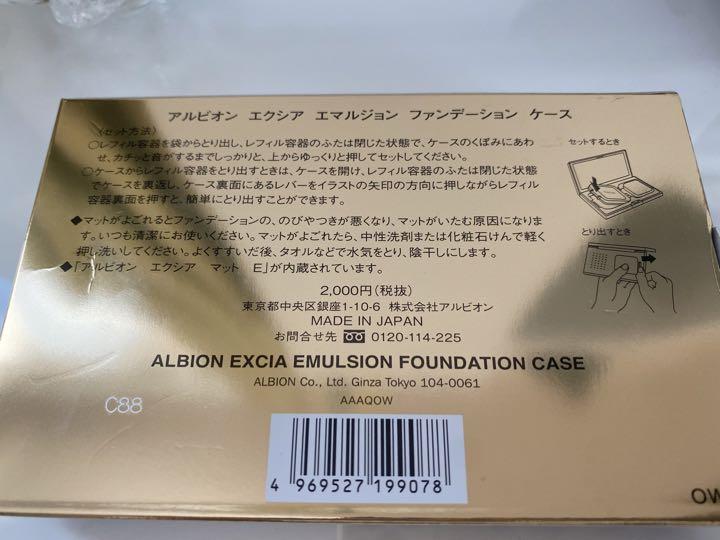 アルビオン エクシア エマルジョン ファンデーション ケース
〈セット方法〉
○レフィル容器を袋からとり出し、レフィル容器のふたは閉じた状態で、ケースのくぼみにあわ
せ、カチッと音がするまでしっかりと、上からゆっくりと押してセットしてください。
○ケースからレフィル容器をとり出すときは、ケースを開け、レフィル容器のふたは閉じた状態
でケースを裏返し、ケース裏面にあるレバーをイラストの矢印の方向に押しながらレフィル
容器裏面を押すと、簡単にとり出すことができます。
セットするとき
とり出すとき
◆マットがよごれるとファンデーションの、のびやつきが悪くなり、マットがいたむ原因になりま
す。いつも清潔にお使いください。マットがよごれたら、中性洗剤または化粧石けんで軽く
押し洗いしてください。よくすすいだ後、タオルなどで水気をとり、陰干しにします。
◆「アルビオン エクシア マット E」が内蔵されています。
2,000円(税抜)
東京都中央区銀座1-10-6 株式会社アルビオン
MADE IN JAPAN
お問合せ先 0120-114-225
ALBION EXCIA EMULSION FOUNDATION CASE
ALBION Co., Ltd. Ginza Tokyo 104-0061
AAAQOW
C88
4 969527 199078
OW